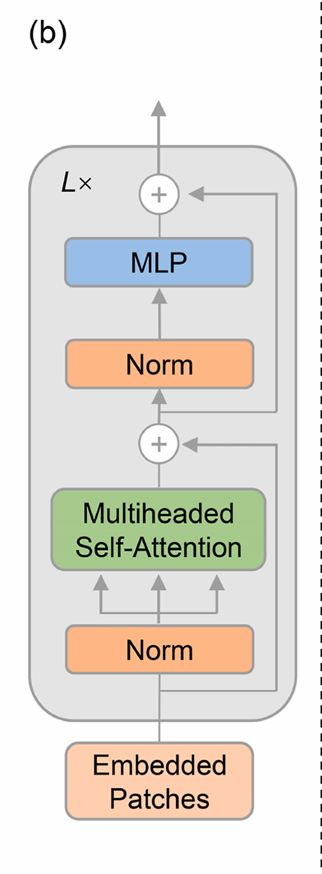 (b)
L×
+
MLP
Norm
+
Multiheaded
Self-Attention
Norm
Embedded
Patches